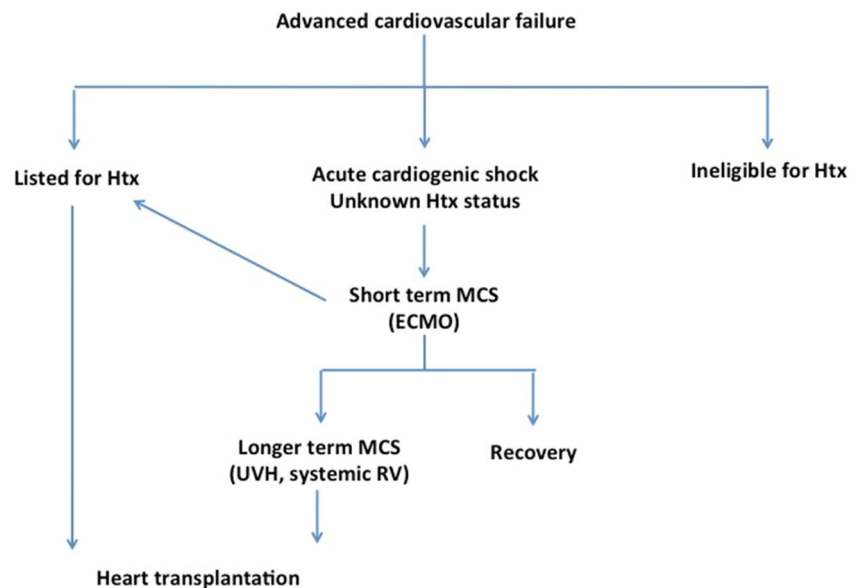 Advanced cardiovascular failure
Listed for Htx
Acute cardiogenic shock
Unknown Htx status
Ineligible for Htx
Short term MCS
(ECMO)
Longer term MCS
(UVH, systemic RV)
Recovery
Heart transplantation